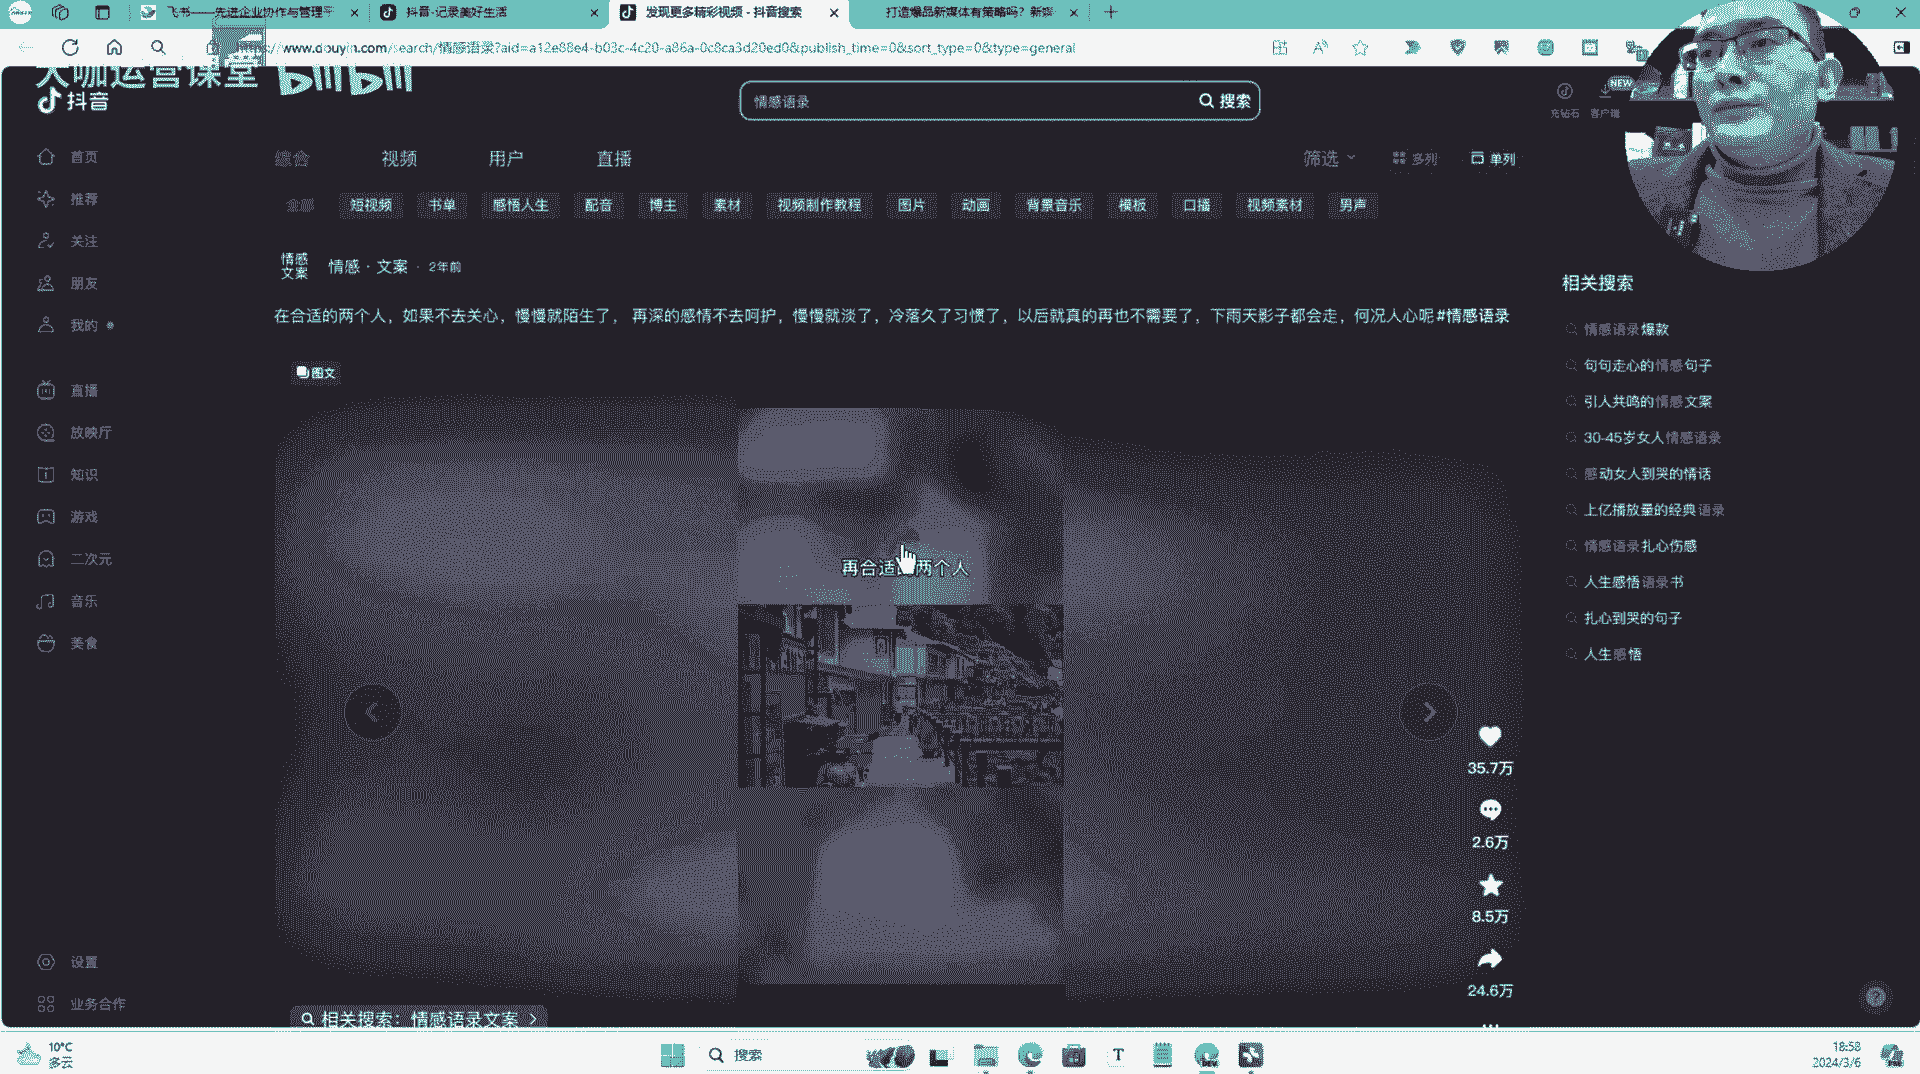 飞书——先进企业协作与管理平
抖音-记录美好生活
发现更多精彩视频 - 抖音搜索
打造爆品新媒体有策略吗？新媒
https://www.douyin.com/search/情感语录?aid=a12e88e4-b03c-4c20-a86a-0c8ca3d20ed0&publish_time=0&sort_type=0&type=general
大咖运营课堂 bilibili
抖音
情感语录
搜索
充钻石
客户端
NEW
首页
推荐
关注
朋友
我的
直播
放映厅
知识
游戏
二次元
音乐
美食
设置
业务合作
综合 视频 用户 直播
筛选 多列 单列
全部 短视频 书单 感悟人生 配音 博主 素材 视频制作教程 图片 动画 背景音乐 模板 口播 视频素材 男声
情感
文案
情感·文案 · 2年前
在合适的两个人，如果不去关心，慢慢就陌生了， 再深的感情不去呵护，慢慢就淡了，冷落久了习惯了，以后就真的再也不需要了，下雨天影子都会走，何况人心呢#情感语录
图文
再合适的两个人
35.7万
2.6万
8.5万
24.6万
相关搜索：情感语录文案
相关搜索
情感语录爆款
句句走心的情感句子
引人共鸣的情感文案
30-45岁女人情感语录
感动女人到哭的情话
上亿播放量的经典语录
情感语录扎心伤感
人生感悟语录书
扎心到哭的句子
人生感悟
10°C
多云
搜索
18:58
2024/3/6